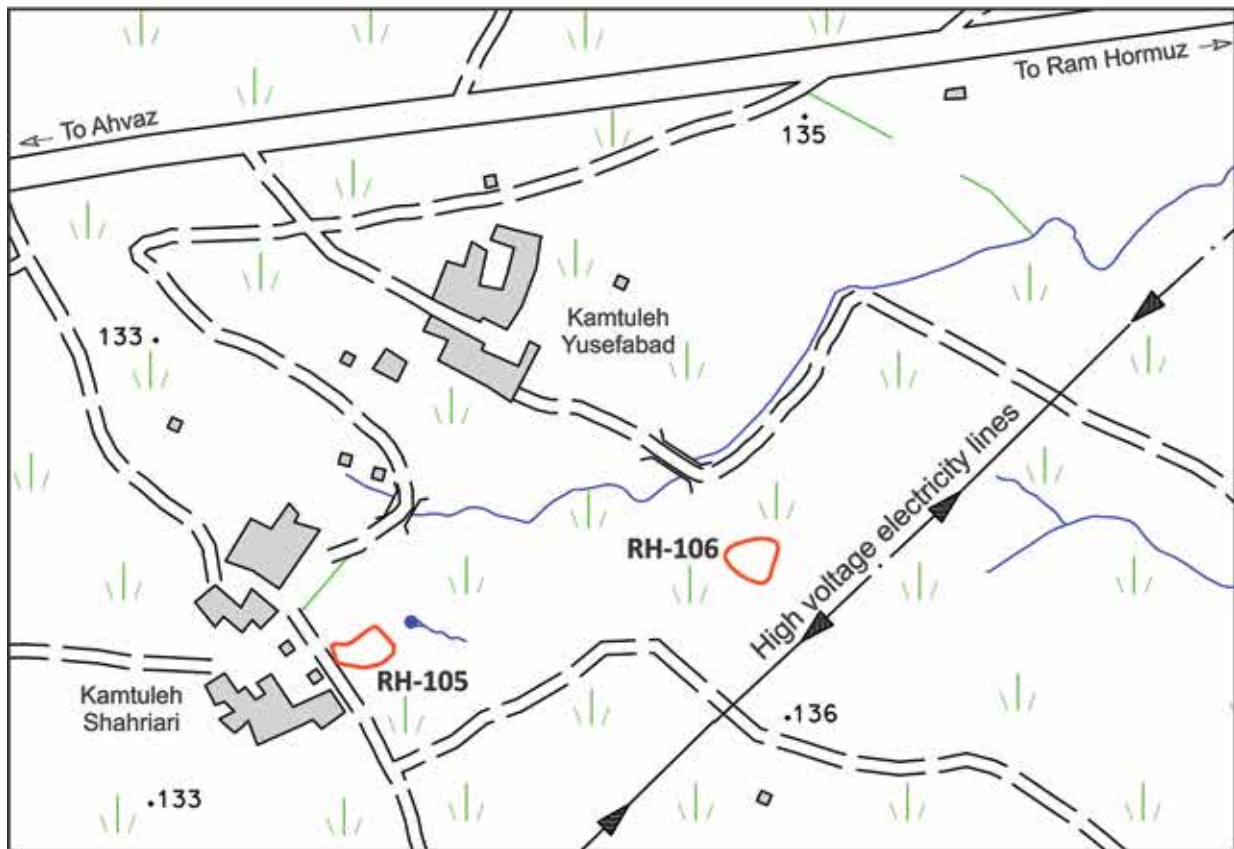 To Ram Hormuz
To Ahvaz
135
Kamtuleh
Yusefabad
133
High voltage electricity lines
RH-106
RH-105
Kamtuleh
Shahriari
136
133